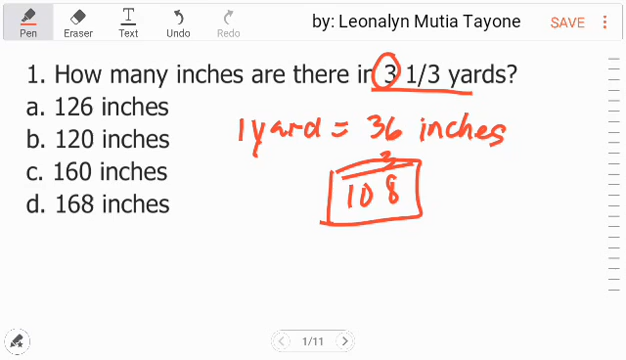 by: Leonalyn Mutia Tayone
SAVE
Pen
Eraser
Text
Undo
Redo
1. How many inches are there in 3 1/3 yards?
a. 126 inches
b. 120 inches
c. 160 inches
d. 168 inches
1 yard = 36 inches
3
108
1/11